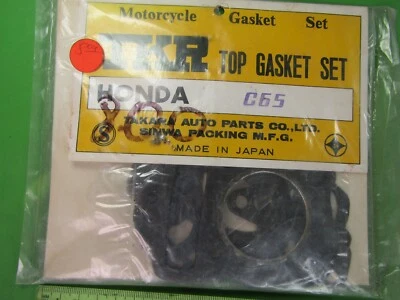 Motorcycle Gasket Set
TKR TOP GASKET SET
HONDA C65
800
TAKARA AUTO PARTS CO.,LTD.
SINWA PACKING M.F.G.
MADE IN JAPAN